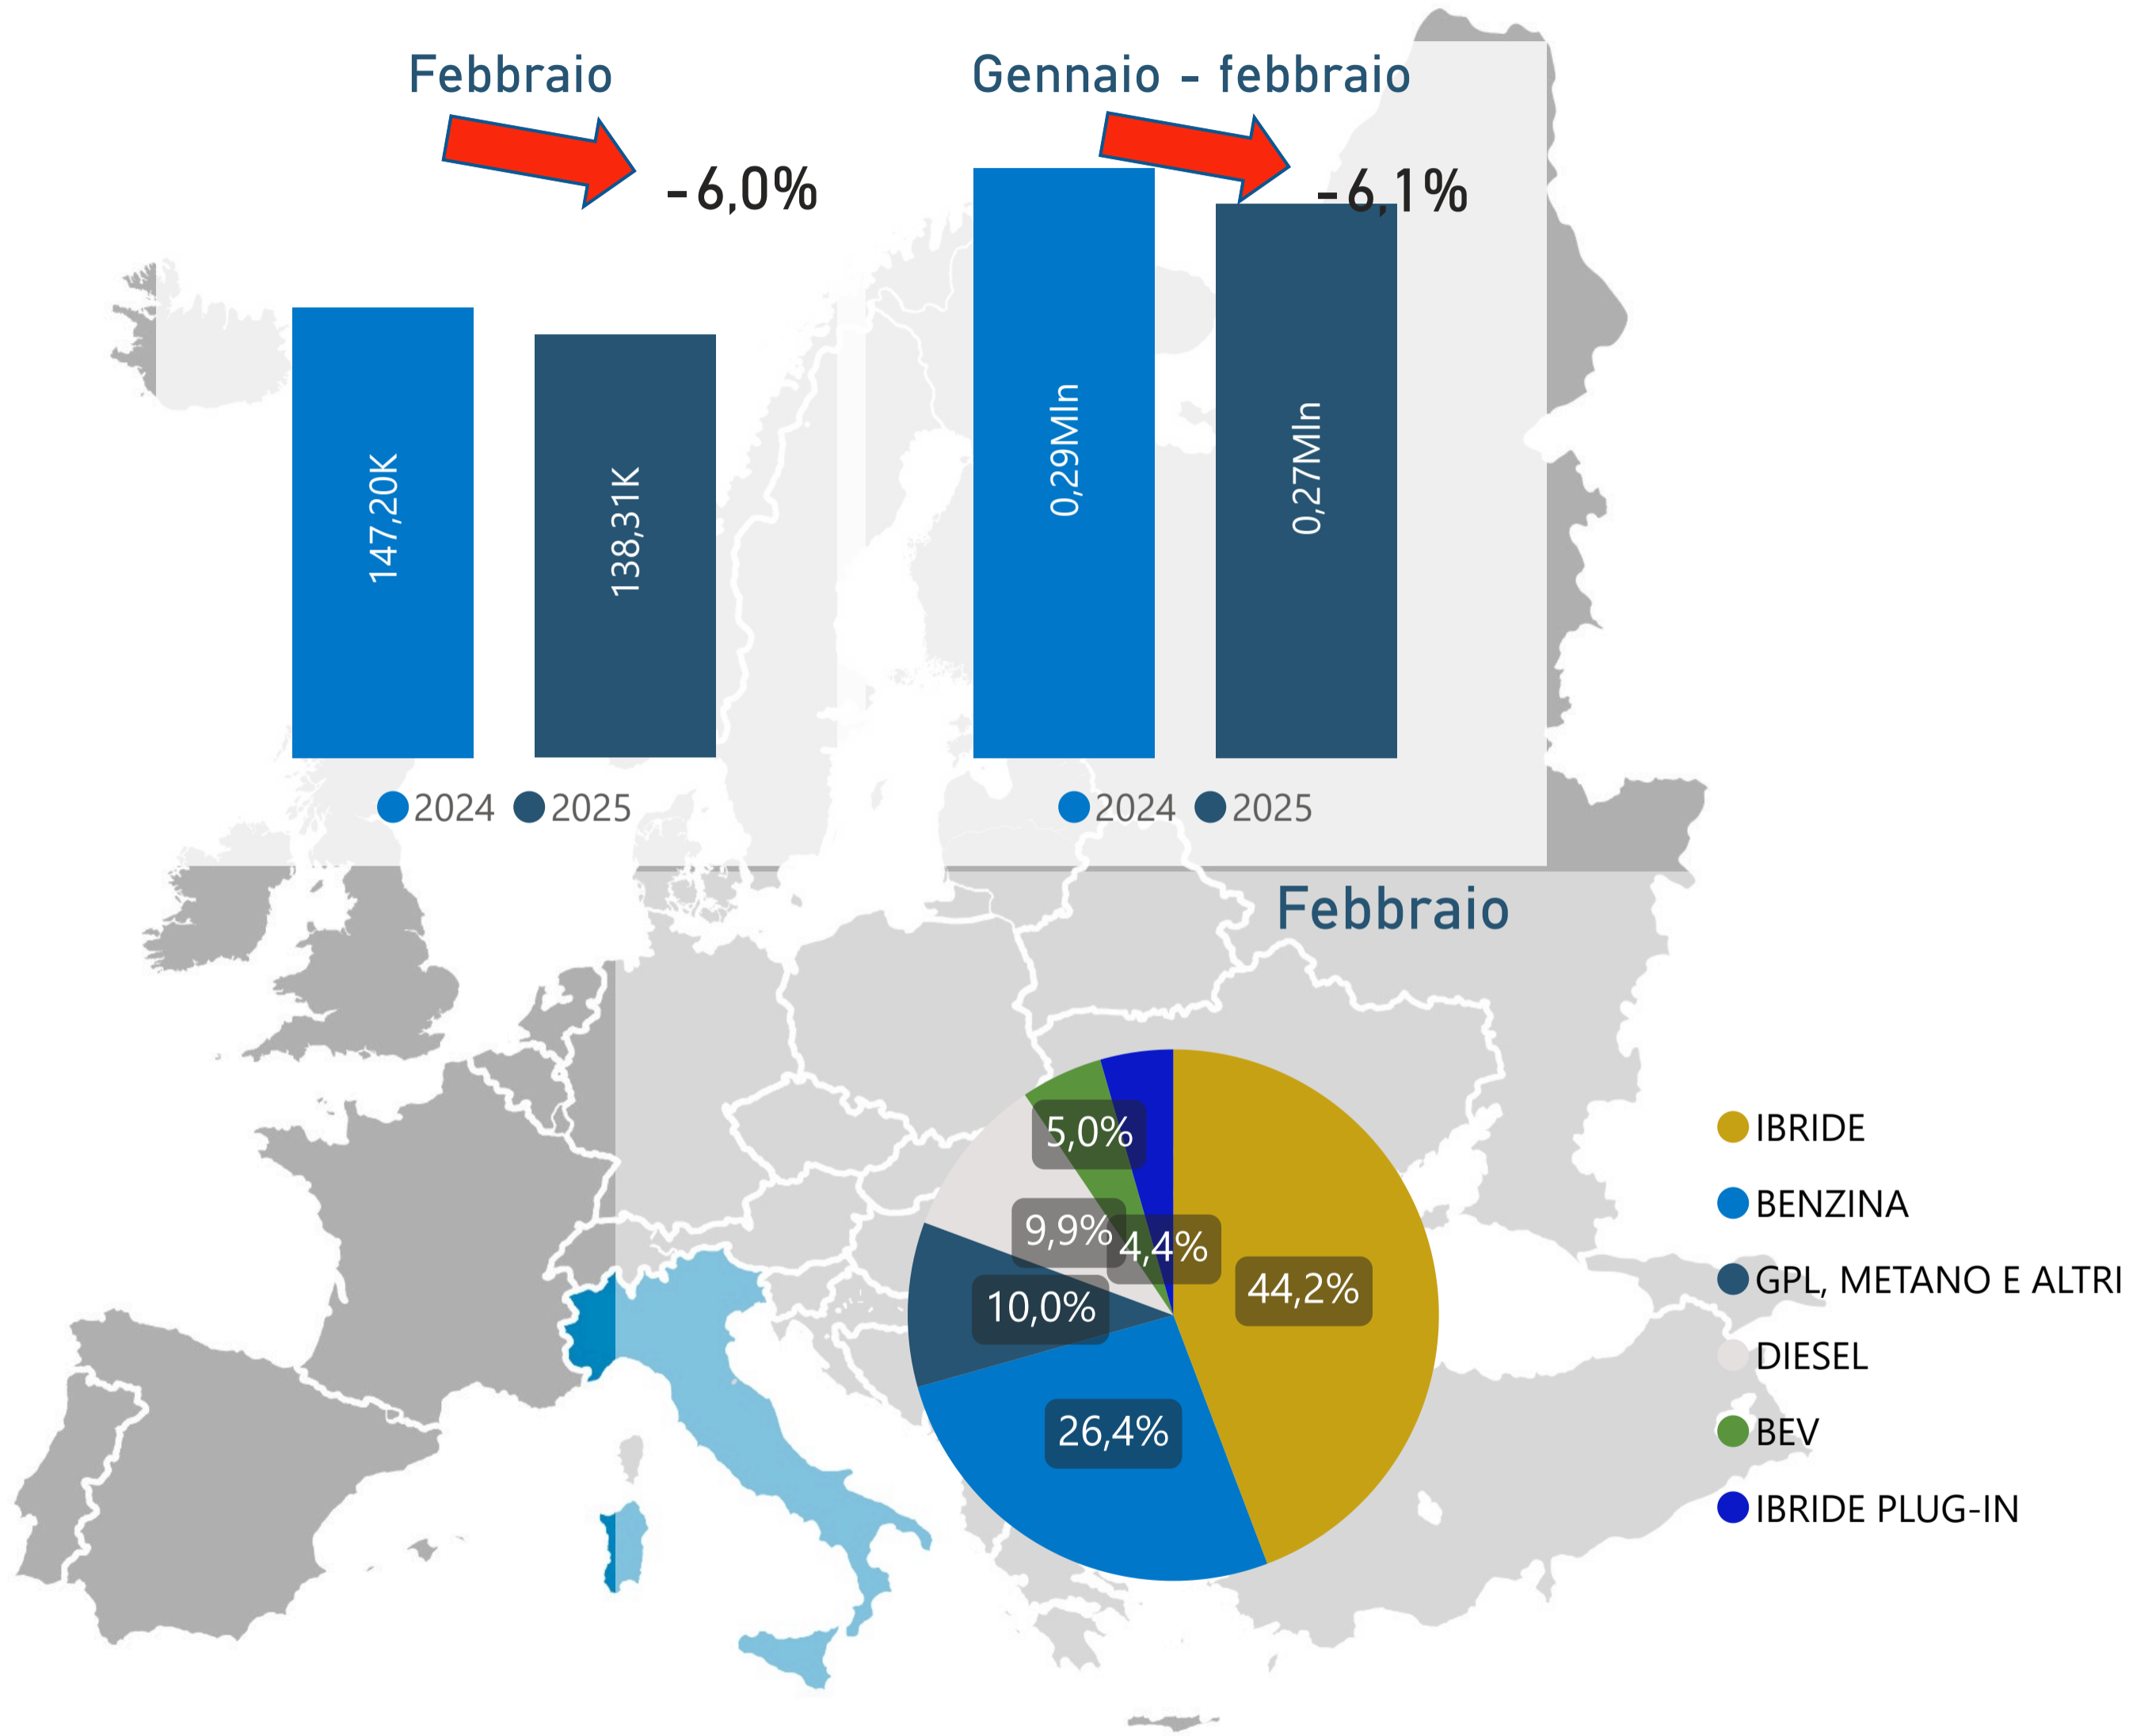 Febbraio
-6,0%
147,20K
138,31K
2024 2025
Gennaio - febbraio
-6,1%
0,29Mln
0,27Mln
2024 2025
Febbraio
5,0%
9,9%
4,4%
44,2%
10,0%
26,4%
IBRIDE
BENZINA
GPL, METANO E ALTRI
DIESEL
BEV
IBRIDE PLUG-IN